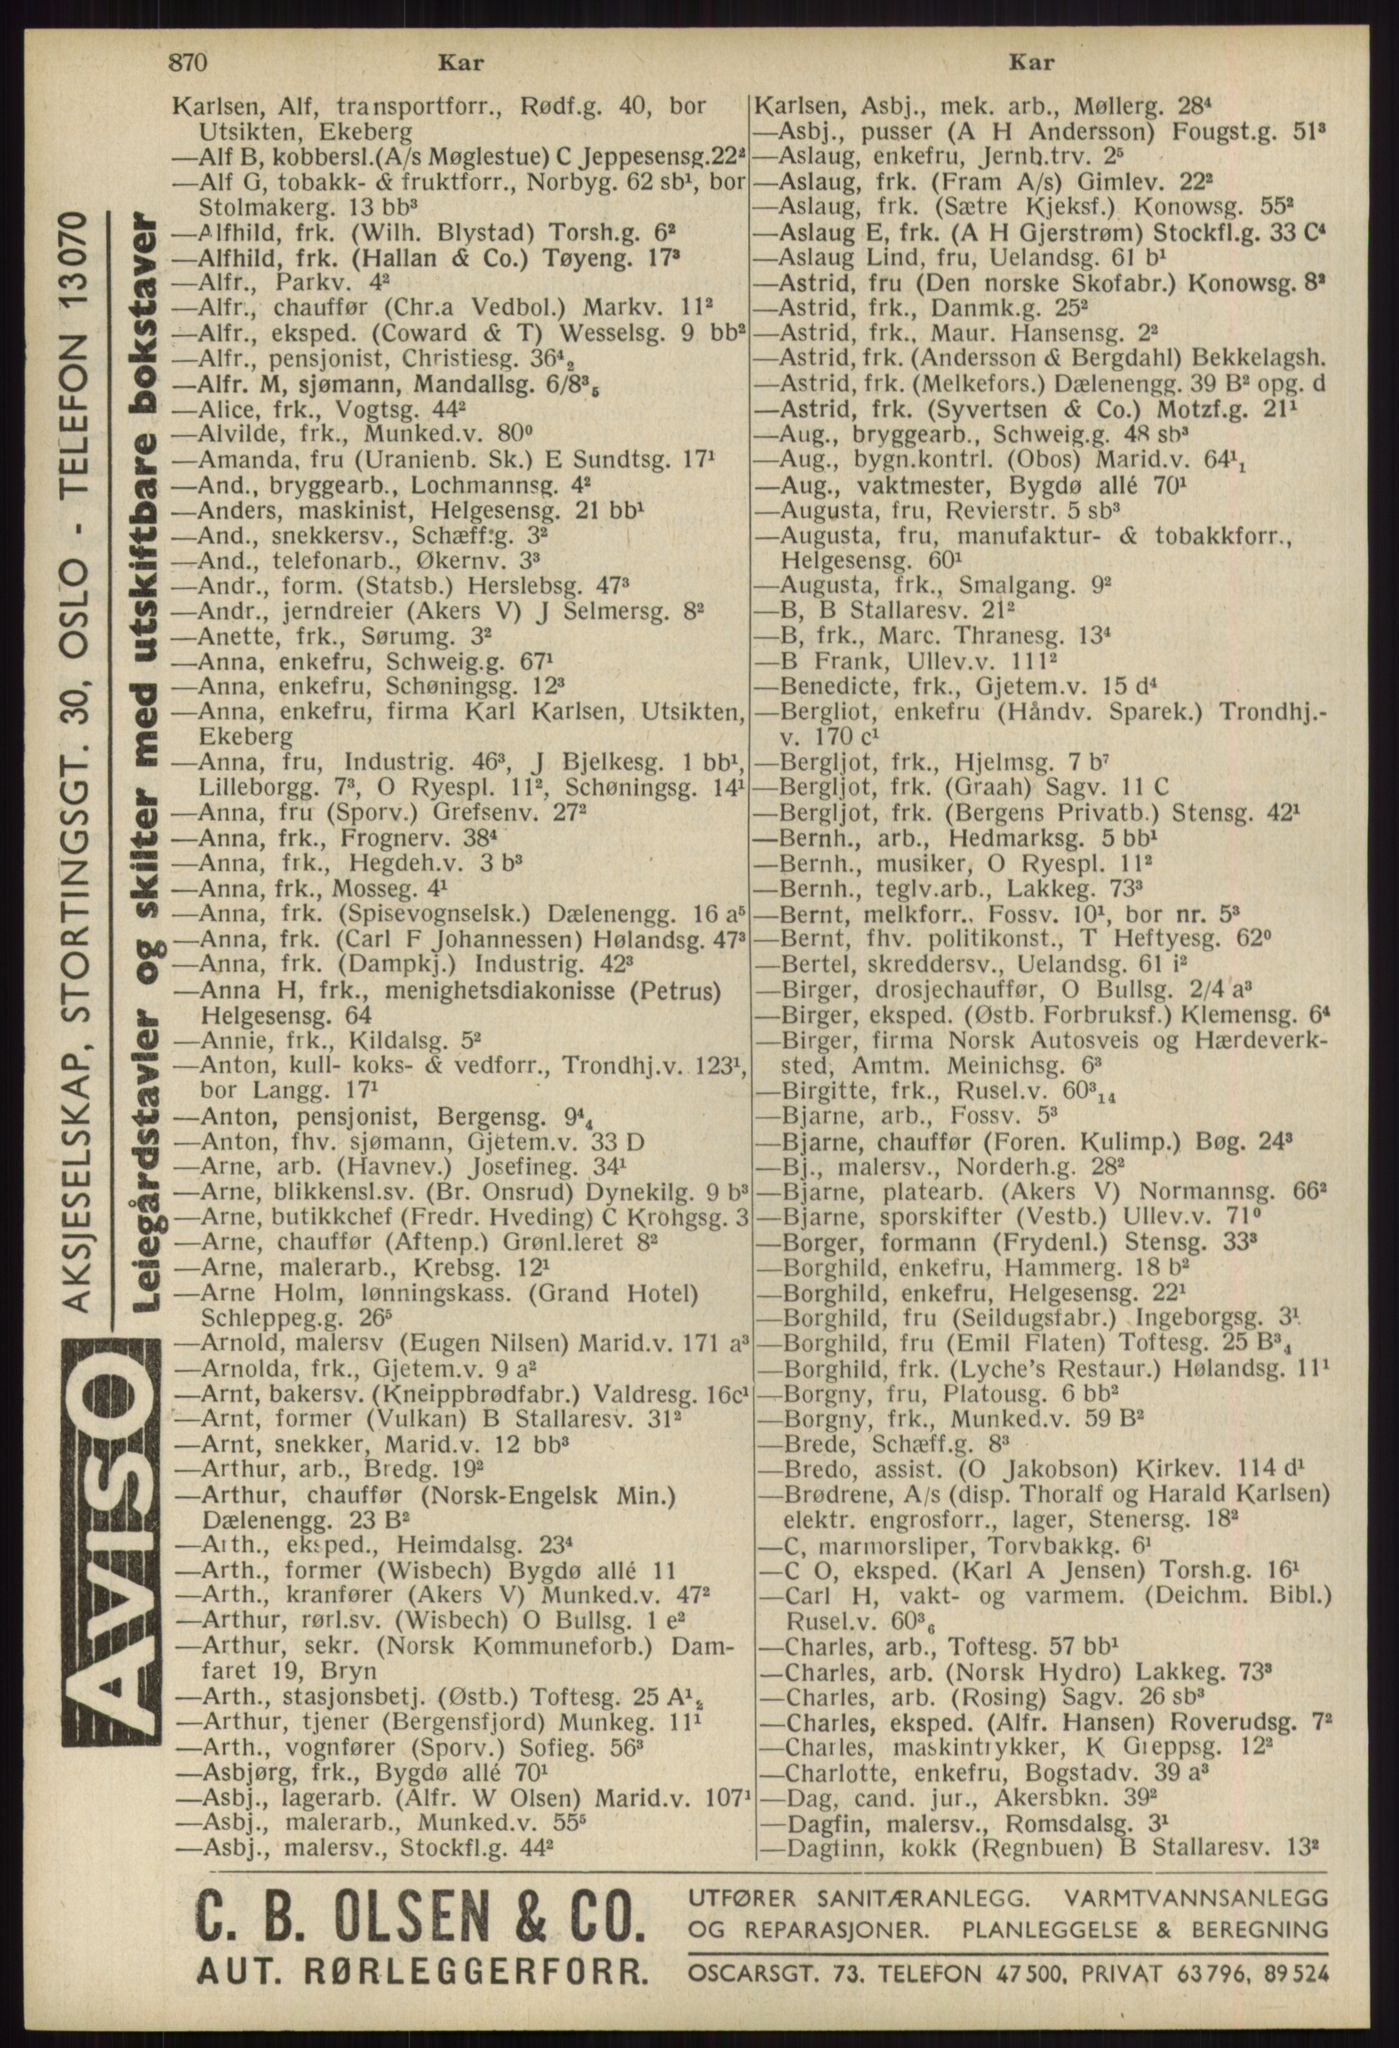 870 Kar Kar
Karlsen, Alf, transportforr., Rødf.g. 40, bor
Utsikten, Ekeberg
—Alf B, kobbersl.(A/s Møglestue) C Jeppesensg.22²
—Alf G, tobakk- & fruktforr., Norbyg. 62 sb¹, bor
Stolmakerg. 13 bb³
—Alfhild, frk. (Wilh. Blystad) Torsh.g. 6²
—Alfhild, frk. (Hallan & Co.) Tøyeng. 17³
—Alfr., Parkv. 4²
—Alfr., chauffør (Chr.a Vedbol.) Markv. 11²
—Alfr., eksped. (Coward & T) Wesselsg. 9 bb²
—Alfr., pensjonist, Christiesg. 36⁴₂
—Alfr. M, sjømann, Mandallsg. 6/8³₅
—Alice, frk., Vogtsg. 44²
—Alvilde, frk., Munked.v. 80⁰
—Amanda, fru (Uranienb. Sk.) E Sundtsg. 17¹
—And., bryggearb., Lochmannsg. 4²
—Anders, maskinist, Helgesensg. 21 bb¹
—And., snekkersv., Schæff.g. 3²
—And., telefonarb., Økernv. 3³
—Andr., form. (Statsb.) Herslebsg. 47³
—Andr., jerndreier (Akers V) J Selmersg. 8²
—Anette, frk., Sørumg. 3²
—Anna, enkefru, Schweig.g. 67¹
—Anna, enkefru, Schøningsg. 12³
—Anna, enkefru, firma Karl Karlsen, Utsikten,
Ekeberg
—Anna, fru, Industrig. 46³, J Bjelkesg. 1 bb¹,
Lilleborgg. 7³, O Ryespl. 11², Schøningsg. 14¹
—Anna, fru (Sporv.) Grefsenv. 27²
—Anna, frk., Frognerv. 38⁴
—Anna, frk., Hegdeh.v. 3 b³
—Anna, frk., Mosseg. 4¹
—Anna, frk. (Spisevognselsk.) Dælenengg. 16 a⁵
—Anna, frk. (Carl F Johannessen) Hølandsg. 47³
—Anna, frk. (Dampkj.) Industrig. 42³
—Anna H, frk., menighetsdiakonisse (Petrus)
Helgesensg. 64
—Annie, frk., Kildalsg. 5²
—Anton, kull- koks- & vedforr., Trondhj.v. 123¹,
bor Langg. 17¹
—Anton, pensjonist, Bergensg. 9⁴₄
—Anton, fhv. sjømann, Gjetem.v. 33 D
—Arne, arb. (Havnev.) Josefineg. 34¹
—Arne, blikkensl.sv. (Br. Onsrud) Dynekilg. 9 b³
—Arne, butikkchef (Fredr. Hveding) C Krohgsg. 3
—Arne, chauffør (Aftenp.) Grønl.leret 8²
—Arne, malerarb., Krebsg. 12¹
—Arne Holm, lønningskass. (Grand Hotel)
Schleppeg.g. 26⁵
—Arnold, malersv (Eugen Nilsen) Marid.v. 171 a³
—Arnolda, frk., Gjetem.v. 9 a²
—Arnt, bakersv. (Kneippbrødfabr.) Valdresg. 16c¹
—Arnt, former (Vulkan) B Stallaresv. 31²
—Arnt, snekker, Marid.v. 12 bb³
—Arthur, arb., Bredg. 19²
—Arthur, chauffør (Norsk-Engelsk Min.)
Dælenengg. 23 B²
—Arth., eksped., Heimdalsg. 23⁴
—Arth., former (Wisbech) Bygdø allé 11
—Arth., kranfører (Akers V) Munked.v. 47²
—Arthur, rørl.sv. (Wisbech) O Bullsg. 1 e²
—Arthur, sekr. (Norsk Kommuneforb.) Dam-
faret 19, Bryn
—Arth., stasjonsbetj. (Østb.) Toftesg. 25 A¹₂
—Arthur, tjener (Bergensfjord) Munkeg. 11¹
—Arth., vognfører (Sporv.) Sofieg. 56³
—Asbjørg, frk., Bygdø allé 70¹
—Asbj., lagerarb. (Alfr. W Olsen) Marid.v. 107¹
—Asbj., malerarb., Munked.v. 55⁵
—Asbj., malersv., Stockfl.g. 44²
Karlsen, Asbj., mek. arb., Møllerg. 28⁴
—Asbj., pusser (A H Andersson) Fougst.g. 51³
—Aslaug, enkefru, Jernb.trv. 2⁵
—Aslaug, frk. (Fram A/s) Gimlev. 22²
—Aslaug, frk. (Sætre Kjeksf.) Konowsg. 55²
—Aslaug E, frk. (A H Gjerstrøm) Stockfl.g. 33 C⁴
—Aslaug Lind, fru, Uelandsg. 61 b¹
—Astrid, fru (Den norske Skofabr.) Konowsg. 8²
—Astrid, frk., Danmk.g. 25²
—Astrid, frk., Maur. Hansensg. 2²
—Astrid, frk. (Andersson & Bergdahl) Bekkelagsh.
—Astrid, frk. (Melkefors.) Dælenengg. 39 B² opg. d
—Astrid, frk. (Syvertsen & Co.) Motzf.g. 21¹
—Aug., bryggearb., Schweig.g. 48 sb³
—Aug., bygn.kontrl. (Obos) Marid.v. 64¹₁
—Aug., vaktmester, Bygdø allé 70¹
—Augusta, fru, Revierstr. 5 sb³
—Augusta, fru, manufaktur- & tobakkforr.,
Helgesensg. 60¹
—Augusta, frk., Smalgang. 9²
—B, B Stallaresv. 21²
—B, frk., Marc. Thranesg. 13⁴
—B Frank, Ullev.v. 111²
—Benedicte, frk., Gjetem.v. 15 d⁴
—Bergliot, enkefru (Håndv. Sparek.) Trondhj.-
v. 170 c¹
—Bergljot, frk., Hjelmsg. 7 b⁷
—Bergljot, frk. (Graah) Sagv. 11 C
—Bergljot, frk. (Bergens Privatb.) Stensg. 42¹
—Bernh., arb., Hedmarksg. 5 bb¹
—Bernh., musiker, O Ryespl. 11²
—Bernh., teglv.arb., Lakkeg. 73³
—Bernt, melkforr., Fossv. 10¹, bor nr. 5³
—Bernt, fhv. politikonst., T Heftyesg. 62⁰
—Bertel, skreddersv., Uelandsg. 61 i²
—Birger, drosjechauffør, O Bullsg. 2/4 a³
—Birger, eksped. (Østb. Forbruksf.) Klemensg. 6⁴
—Birger, firma Norsk Autosveis og Hærdeverk-
sted, Amtm. Meinichsg. 6³
—Birgitte, frk., Rusel.v. 60³₁₄
—Bjarne, arb., Fossv. 5³
—Bjarne, chauffør (Foren. Kulimp.) Bøg. 24³
—Bj., malersv., Norderh.g. 28²
—Bjarne, platearb. (Akers V) Normannsg. 66²
—Bjarne, sporskifter (Vestb.) Ullev.v. 71⁰
—Borger, formann (Frydenl.) Stensg. 33³
—Borghild, enkefru, Hammerg. 18 b²
—Borghild, enkefru, Helgesensg. 22¹
—Borghild, fru (Seildugsfabr.) Ingeborgsg. 3¹
—Borghild, fru (Emil Flaten) Toftesg. 25 B³₄
—Borghild, frk. (Lyche's Restaur.) Hølandsg. 11¹
—Borgny, fru, Platousg. 6 bb²
—Borgny, frk., Munked.v. 59 B²
—Brede, Schæff.g. 8³
—Bredo, assist. (O Jakobson) Kirkev. 114 d¹
—Brødrene, A/s (disp. Thoralf og Harald Karlsen)
elektr. engrosforr., lager, Stenersg. 18²
—C, marmorsliper, Torvbakkg. 6¹
—C O, eksped. (Karl A Jensen) Torsh.g. 16¹
—Carl H, vakt- og varmem. (Deichm. Bibl.)
Rusel.v. 60³₆
—Charles, arb., Toftesg. 57 bb¹
—Charles, arb. (Norsk Hydro) Lakkeg. 73³
—Charles, arb. (Rosing) Sagv. 26 sb³
—Charles, eksped. (Alfr. Hansen) Roverudsg. 7²
—Charles, maskintrykker, K Greppsg. 12²
—Charlotte, enkefru, Bogstadv. 39 a³
—Dag, cand. jur., Akersbkn. 39²
—Dagfin, malersv., Romsdalsg. 3¹
—Dagfinn, kokk (Regnbuen) B Stallaresv. 13²
AKSJESELSKAP, STORTINGSGT. 30, OSLO - TELEFON 13070
Leiegårdstavler og skilter med utskiftbare bokstaver
AVISO
C. B. OLSEN & CO.
AUT. RØRLEGGERFORR.
UTFØRER SANITÆRANLEGG. VARMTVANNSANLEGG
OG REPARASJONER. PLANLEGGELSE & BEREGNING
OSCARSGT. 73. TELEFON 47500, PRIVAT 63796, 89524